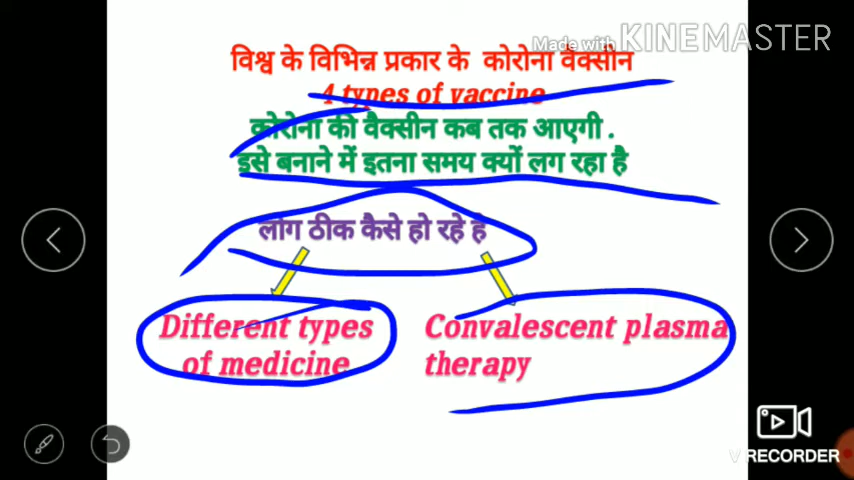 Made with KINEMASTER
विश्व के विभिन्न प्रकार के कोरोना वैक्सीन
4 types of vaccine
कोरोना की वैक्सीन कब तक आएगी .
इसे बनाने में इतना समय क्यों लग रहा है
लोग ठीक कैसे हो रहे हे
Different types
of medicine
Convalescent plasma
therapy
VRECORDER